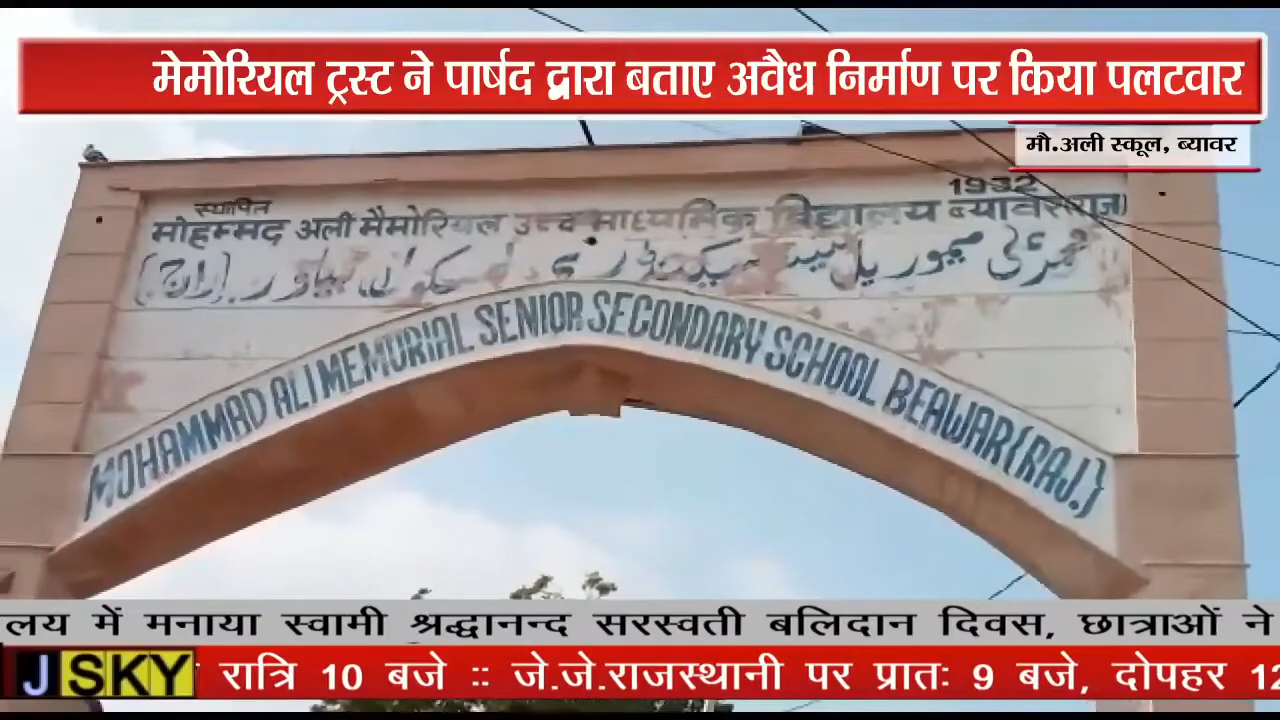 मेमोरियल ट्रस्ट ने पार्षद द्वारा बताए अवैध निर्माण पर किया पलटवार
मौ.अली स्कूल, ब्यावर
स्थापित 1932
मोहम्मद अली मैमोरियल उच्च माध्यमिक विद्यालय ब्यावर(राज)
MOHAMMAD ALI MEMORIAL SENIOR SECONDARY SCHOOL BEAWAR{RAJ.}
लय में मनाया स्वामी श्रद्धानन्द सरस्वती बलिदान दिवस, छात्राओं ने
J SKY रात्रि 10 बजे :: जे.जे.राजस्थानी पर प्रातः 9 बजे, दोपहर 12